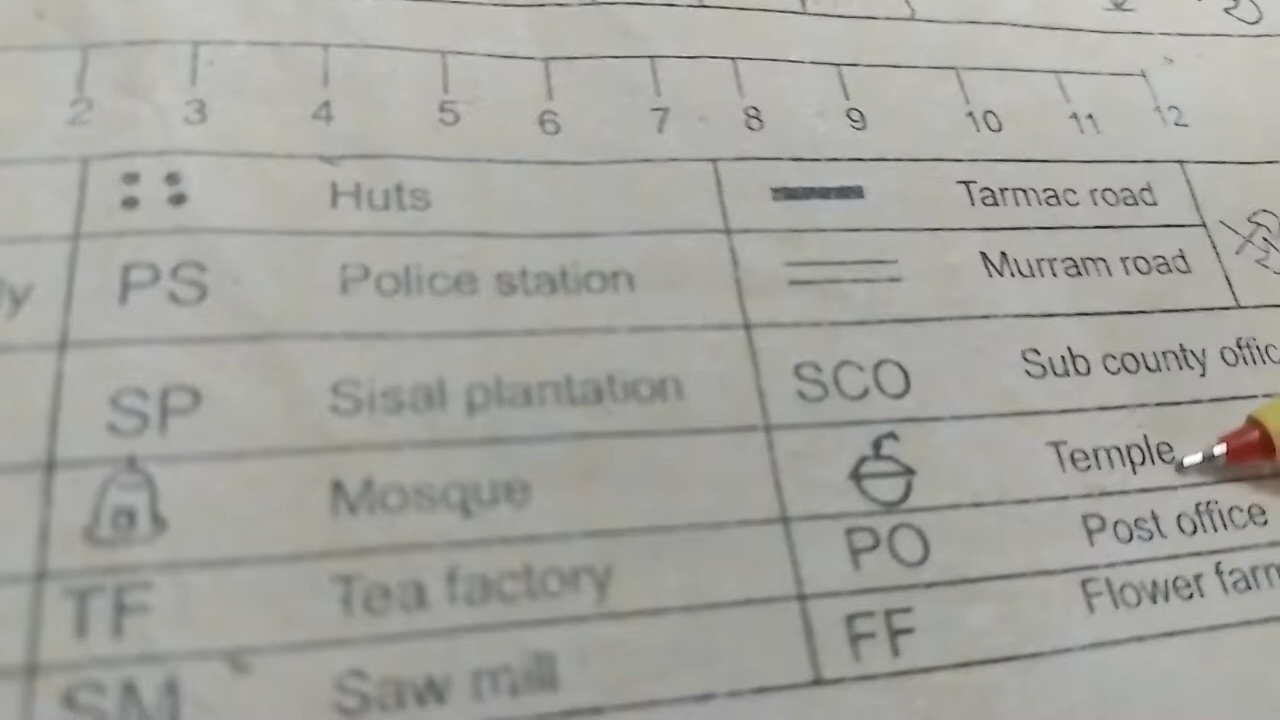 2 3 4 5 6 7 8 9 10 11 12
Huts Tarmac road
PS Police station Murram road
SP Sisal plantation SCO Sub county offic
Mosque Temple
TF Tea factory PO Post office
SM Saw mill FF Flower farm